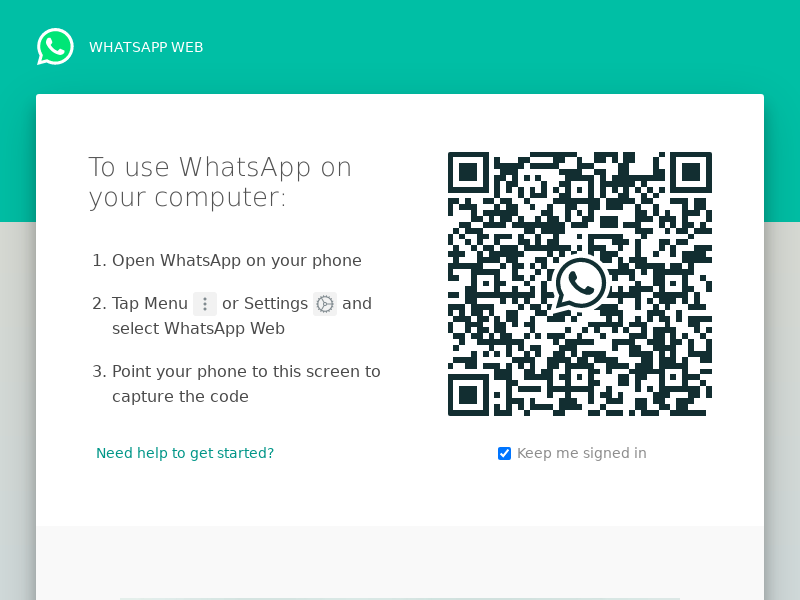 WHATSAPP WEB
To use WhatsApp on
your computer:
1. Open WhatsApp on your phone
2. Tap Menu or Settings and
select WhatsApp Web
3. Point your phone to this screen to
capture the code
Need help to get started?
Keep me signed in